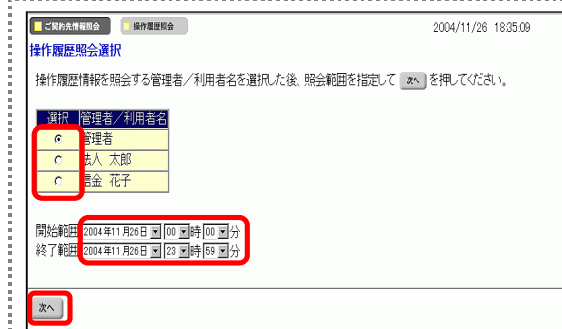 ご契約先情報照会 操作履歴照会 2004/11/26 18:35:09
操作履歴照会選択
操作履歴情報を照会する管理者／利用者名を選択した後、照会範囲を指定して 次へ を押してください。
選択 管理者／利用者名
管理者
法人 太郎
信金 花子
開始範囲 2004年11月26日 00 時 00 分
終了範囲 2004年11月26日 23 時 59 分
次へ